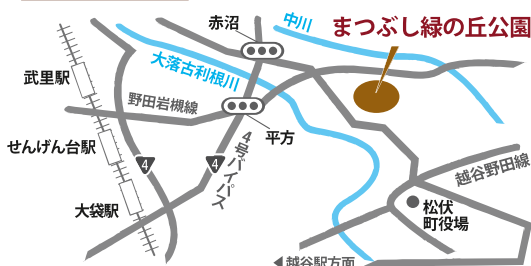 赤沼
中川
まつぶし緑の丘公園
大落古利根川
武里駅
野田岩槻線
せんげん台駅
平方
4号バイパス
4
4
越谷野田線
大袋駅
松伏
町役場
◀越谷駅方面